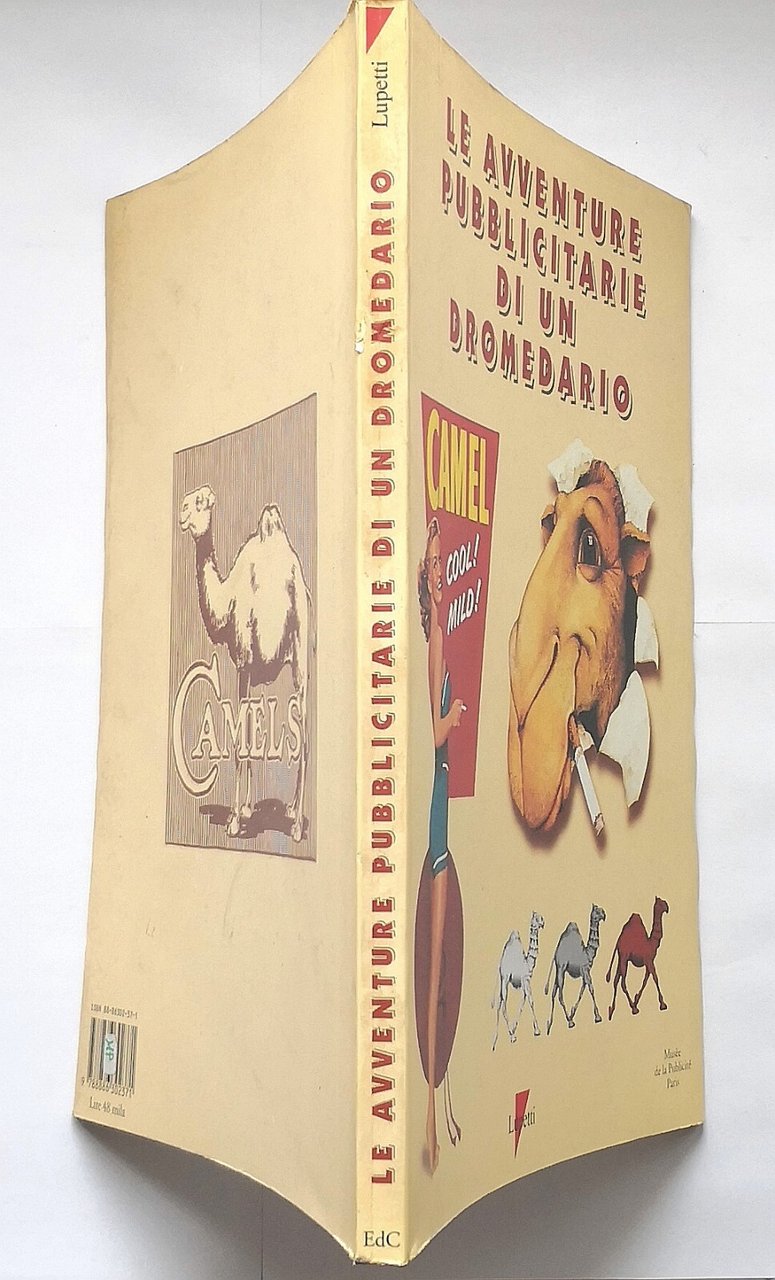 Lupetti
LE AVVENTURE PUBBLICITARIE DI UN DROMEDARIO
EdC
LE AVVENTURE
PUBBLICITARIE
DI UN
DROMEDARIO
CAMEL
COOL!
MILD!
Musée
de la Publicité
Paris
Lupetti
CAMELS
Lire 48 mila